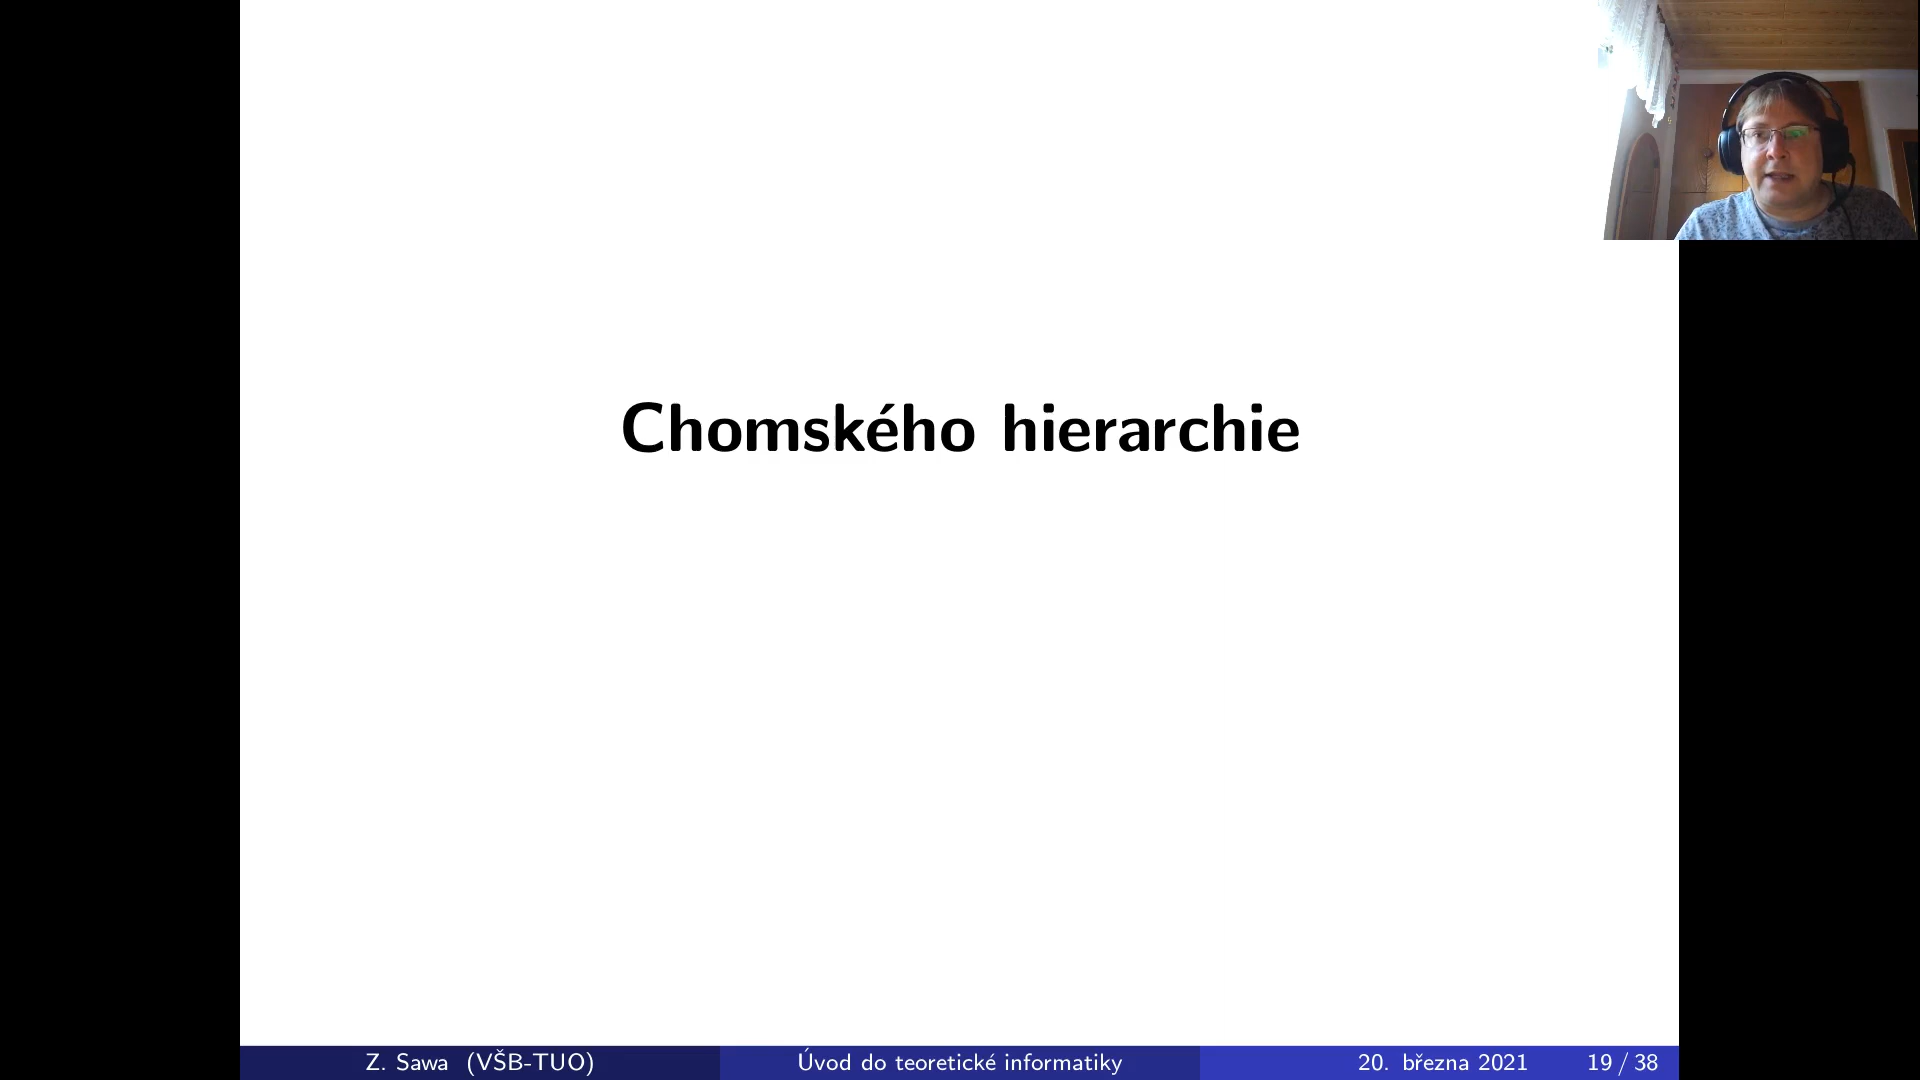 Chomského hierarchie
Z. Sawa (VŠB-TUO)
Úvod do teoretické informatiky
20. března 2021
19 / 38